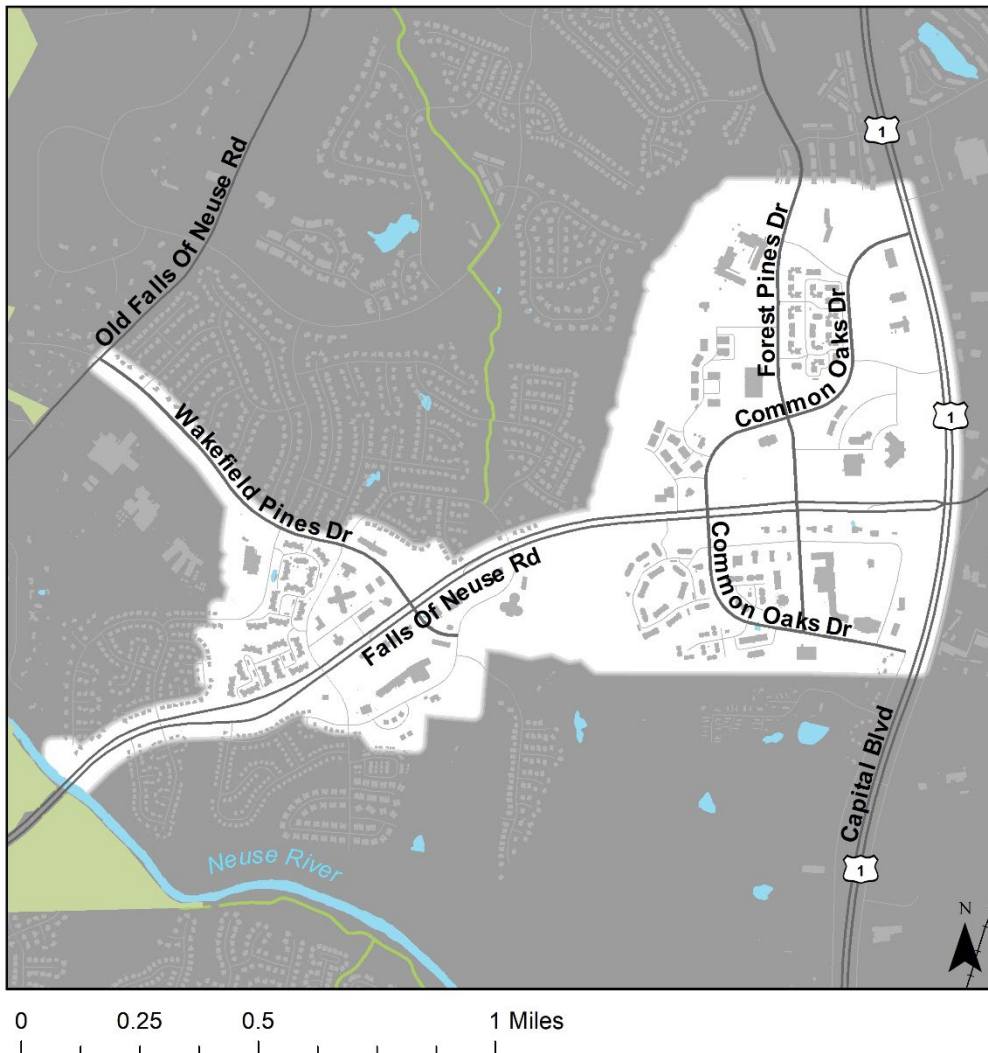 1
Old Falls Of Neuse Rd
Forest Pines Dr
Common Oaks Dr
1
Wakefield Pines Dr
Falls Of Neuse Rd
Common Oaks Dr
Capital Blvd
Neuse River
1
N
0 0.25 0.5 1 Miles